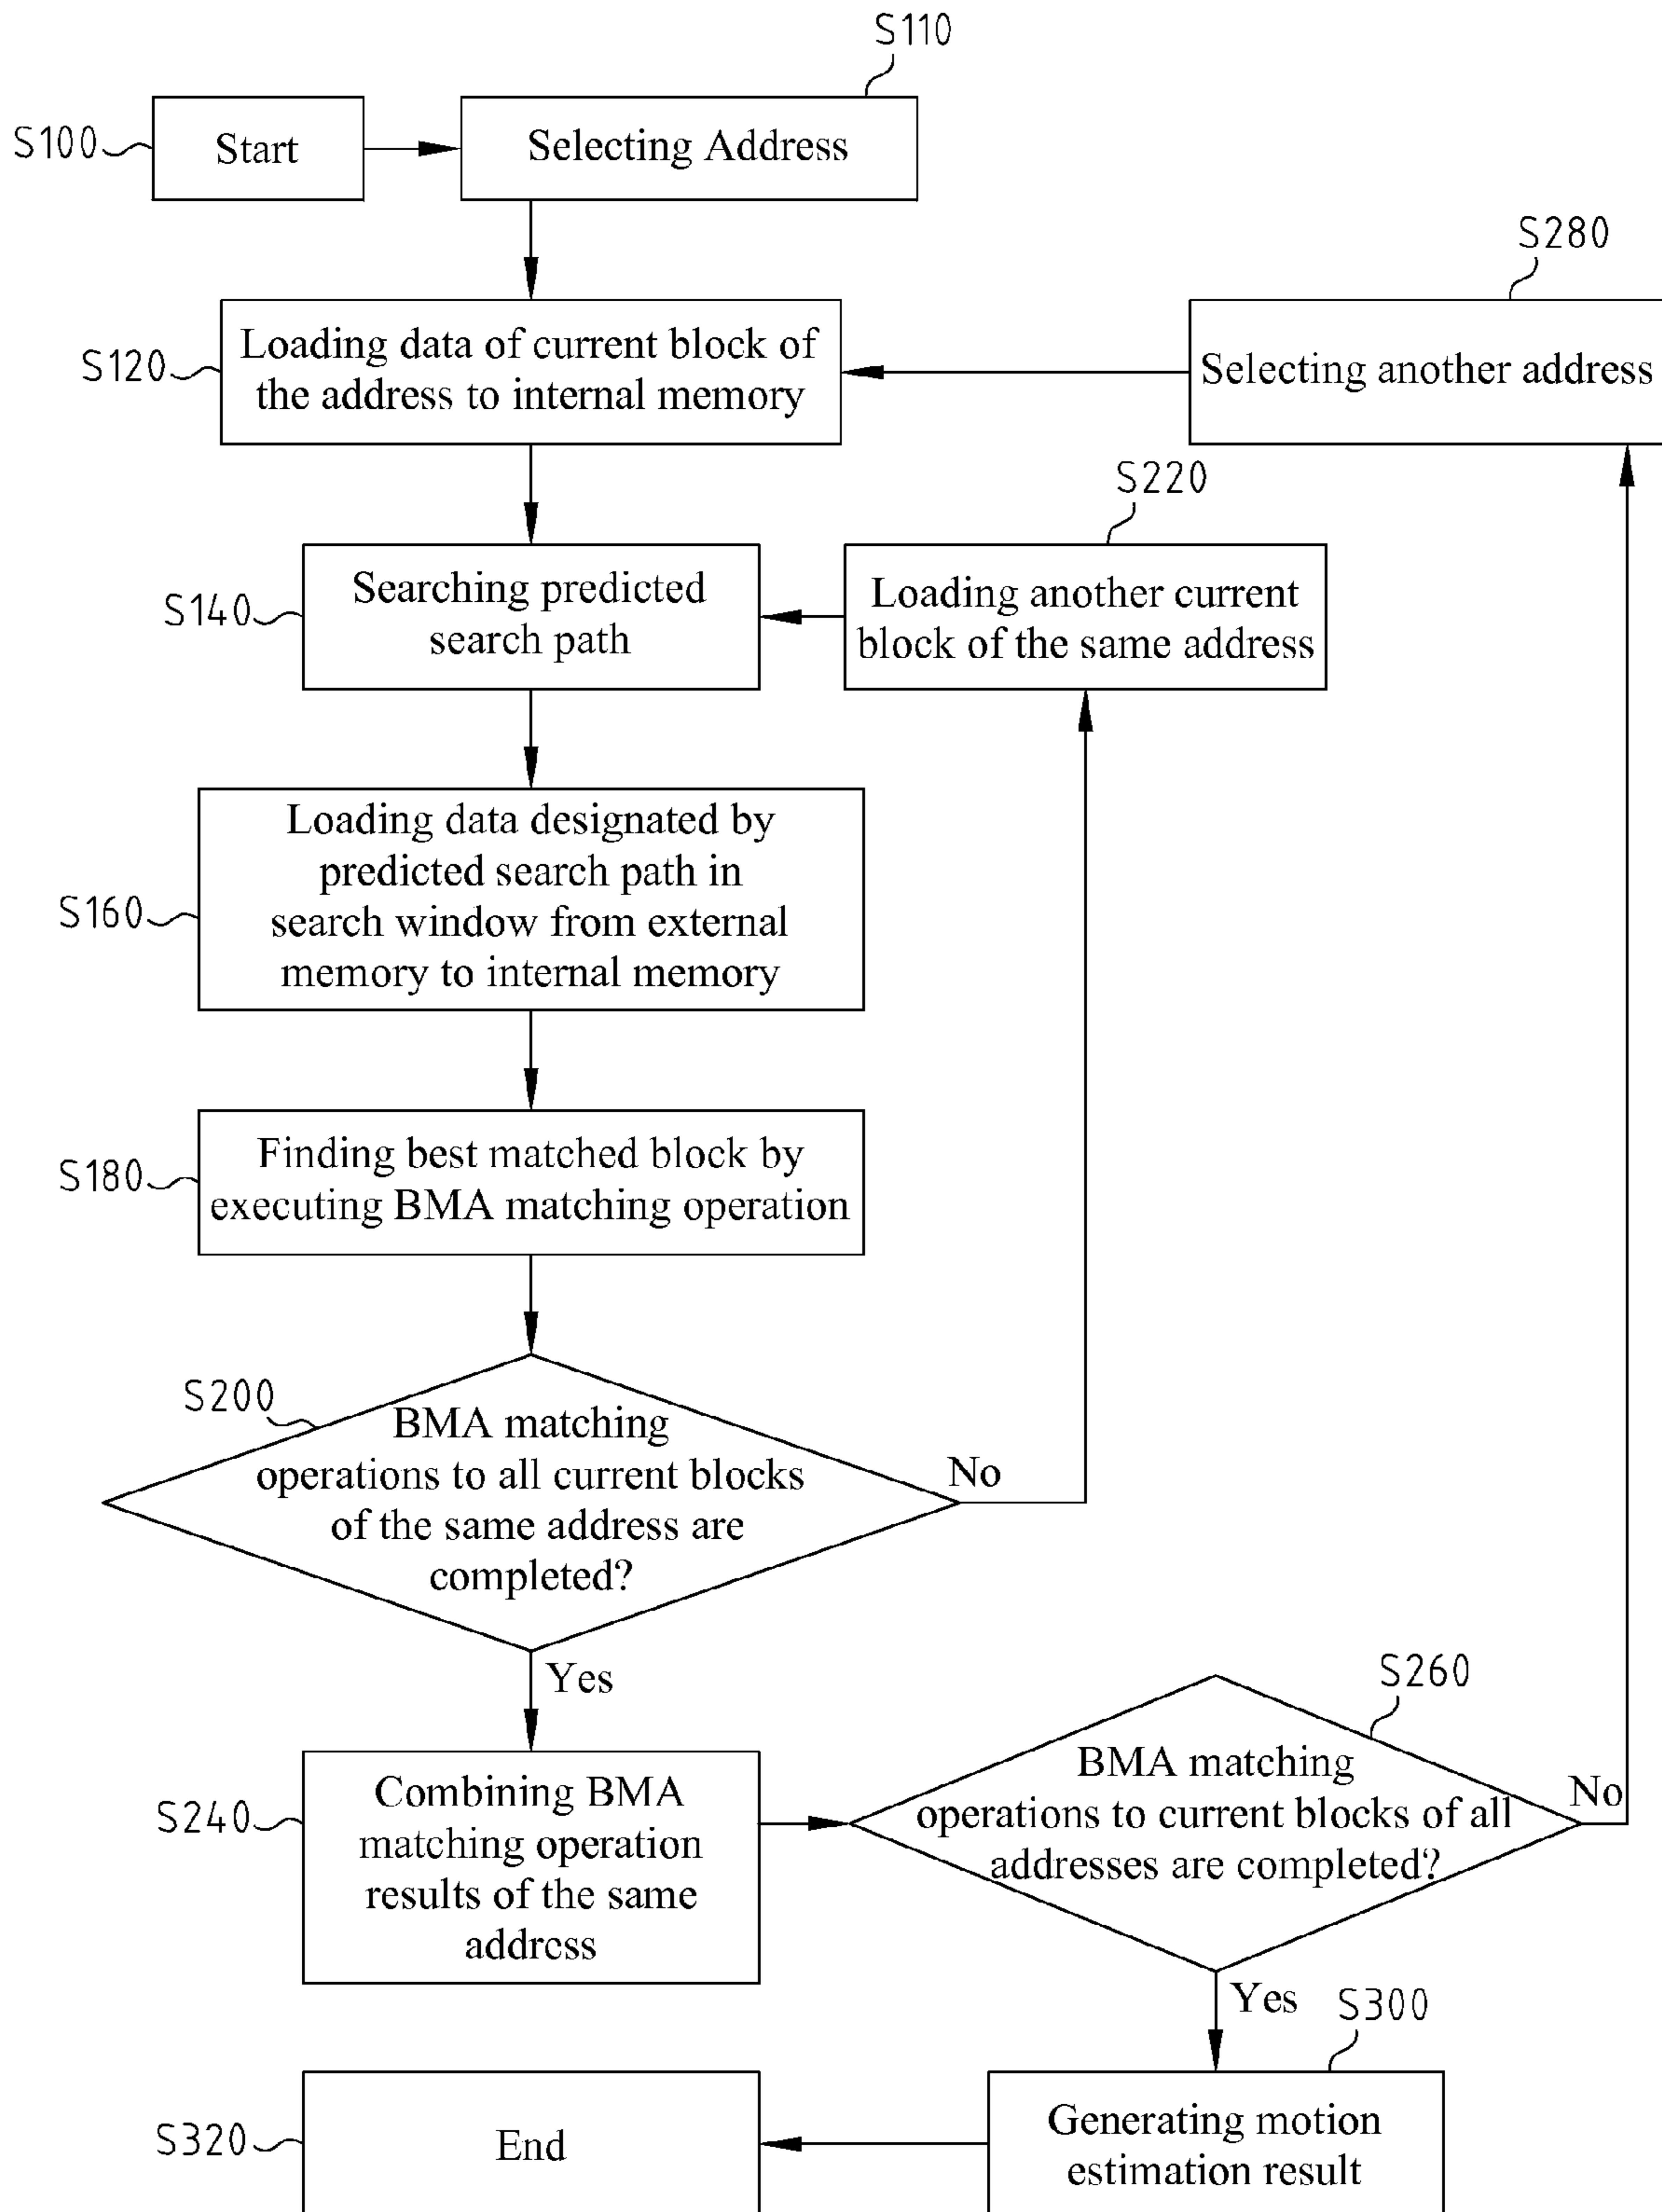 S110
S100
Start
Selecting Address
S280
S120
Loading data of current block of
the address to internal memory
Selecting another address
S220
S140
Searching predicted
search path
Loading another current
block of the same address
S160
Loading data designated by
predicted search path in
search window from external
memory to internal memory
S180
Finding best matched block by
executing BMA matching operation
S200
BMA matching
operations to all current blocks
of the same address are
completed?
No
Yes
S260
S240
Combining BMA
matching operation
results of the same
address
BMA matching
operations to current blocks of all
addresses are completed?
No
Yes
S300
S320
End
Generating motion
estimation result